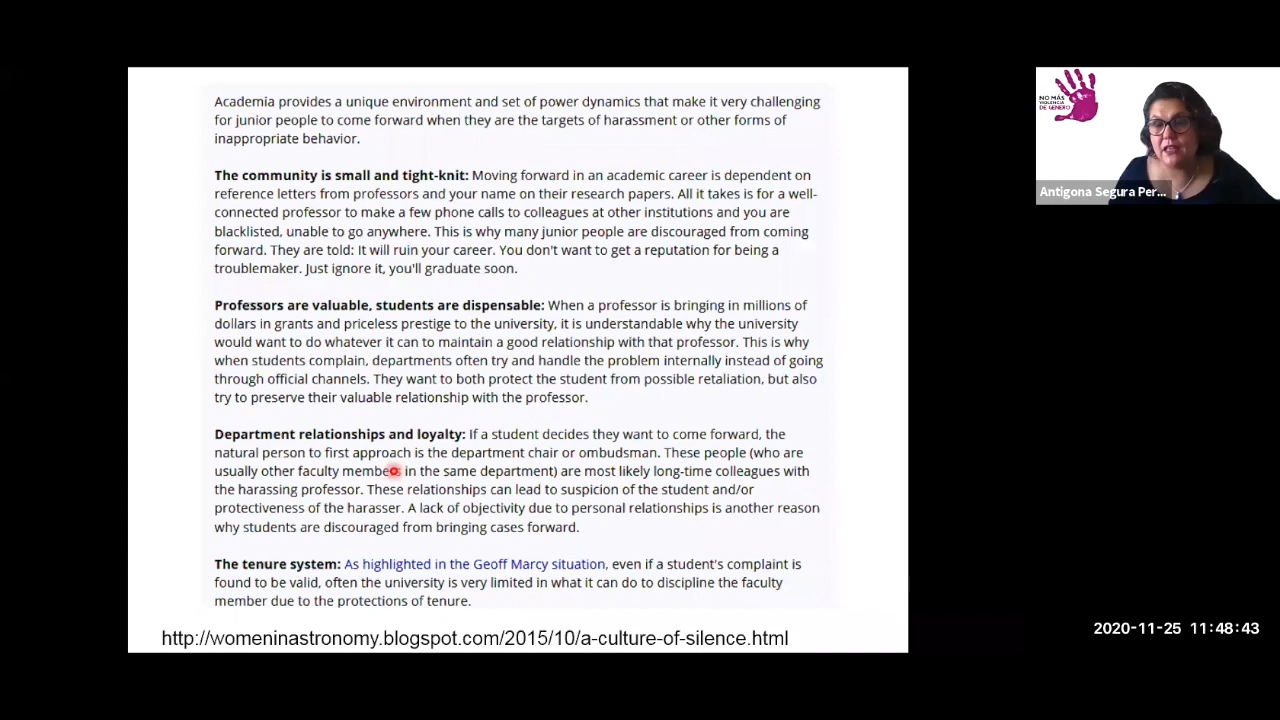 Academia provides a unique environment and set of power dynamics that make it very challenging
for junior people to come forward when they are the targets of harassment or other forms of
inappropriate behavior.
The community is small and tight-knit: Moving forward in an academic career is dependent on
reference letters from professors and your name on their research papers. All it takes is for a well-
connected professor to make a few phone calls to colleagues at other institutions and you are
blacklisted, unable to go anywhere. This is why many junior people are discouraged from coming
forward. They are told: It will ruin your career. You don't want to get a reputation for being a
troublemaker. Just ignore it, you'll graduate soon.
Professors are valuable, students are dispensable: When a professor is bringing in millions of
dollars in grants and priceless prestige to the university, it is understandable why the university
would want to do whatever it can to maintain a good relationship with that professor. This is why
when students complain, departments often try and handle the problem internally instead of going
through official channels. They want to both protect the student from possible retaliation, but also
try to preserve their valuable relationship with the professor.
Department relationships and loyalty: If a student decides they want to come forward, the
natural person to first approach is the department chair or ombudsman. These people (who are
usually other faculty members in the same department) are most likely long-time colleagues with
the harassing professor. These relationships can lead to suspicion of the student and/or
protectiveness of the harasser. A lack of objectivity due to personal relationships is another reason
why students are discouraged from bringing cases forward.
The tenure system: As highlighted in the Geoff Marcy situation, even if a student's complaint is
found to be valid, often the university is very limited in what it can do to discipline the faculty
member due to the protections of tenure.
http://womeninastronomy.blogspot.com/2015/10/a-culture-of-silence.html
NO MÁS
VIOLENCIA
DE GÉNERO
Antígona Segura Per...
2020-11-25 11:48:43